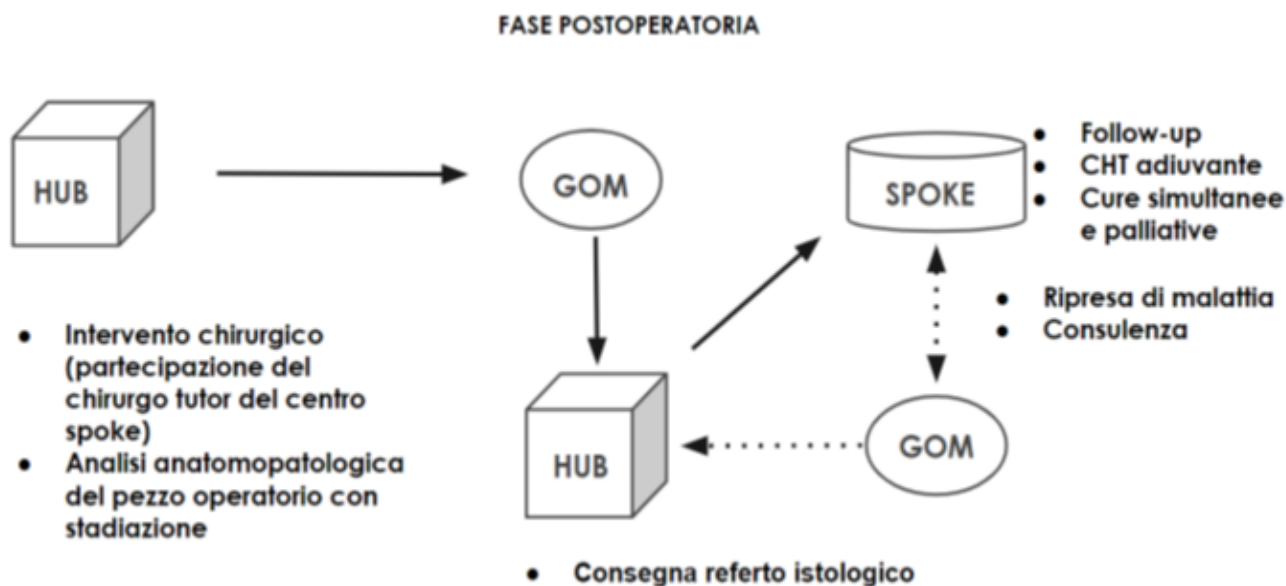 FASE POSTOPERATORIA
HUB
GOM
SPOKE
● Follow-up
● CHT adiuvante
● Cure simultanee
e palliative
● Ripresa di malattia
● Consulenza
● Intervento chirurgico
(partecipazione del
chirurgo tutor del centro
spoke)
● Analisi anatomopatologica
del pezzo operatorio con
stadiazione
HUB
GOM
● Consegna referto istologico